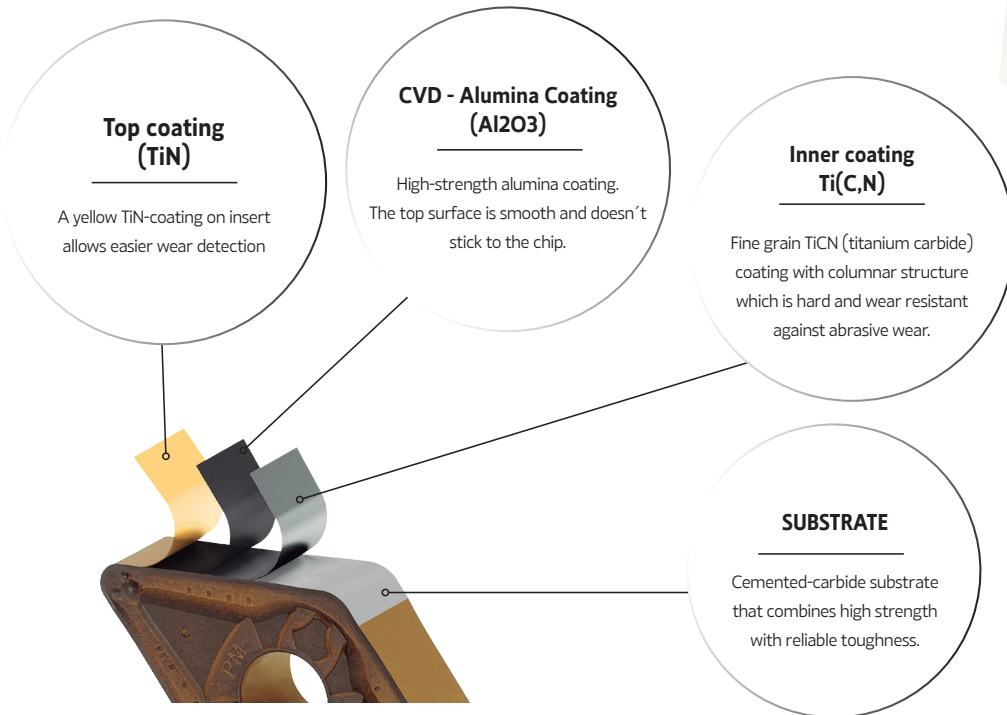 Top coating
(TiN)
A yellow TiN-coating on insert
allows easier wear detection
CVD - Alumina Coating
(Al2O3)
High-strength alumina coating.
The top surface is smooth and doesn´t
stick to the chip.
Inner coating
Ti(C,N)
Fine grain TiCN (titanium carbide)
coating with columnar structure
which is hard and wear resistant
against abrasive wear.
SUBSTRATE
Cemented-carbide substrate
that combines high strength
with reliable toughness.
PM